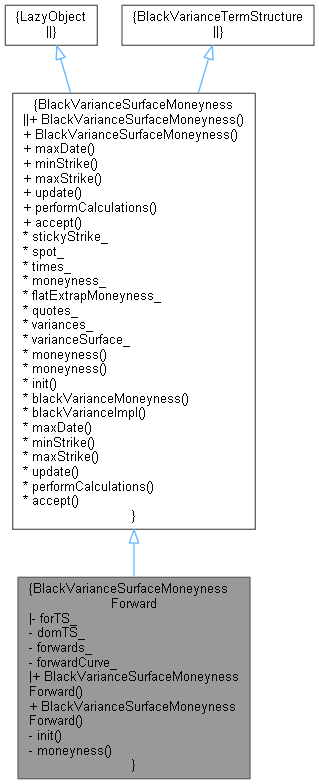 {LazyObject
||}
{BlackVarianceTermStructure
||}
{BlackVarianceSurfaceMoneyness
||+ BlackVarianceSurfaceMoneyness()
+ BlackVarianceSurfaceMoneyness()
+ maxDate()
+ minStrike()
+ maxStrike()
+ update()
+ performCalculations()
+ accept()
* stickyStrike_
* spot_
* times_
* moneyness_
* flatExtrapMoneyness_
* quotes_
* variances_
* varianceSurface_
* moneyness()
* moneyness()
* init()
* blackVarianceMoneyness()
* blackVarianceImpl()
* maxDate()
* minStrike()
* maxStrike()
* update()
* performCalculations()
* accept()
}
{BlackVarianceSurfaceMoneyness
Forward
|- forTS_
- domTS_
- forwards_
- forwardCurve_
|+ BlackVarianceSurfaceMoneyness
Forward()
+ BlackVarianceSurfaceMoneyness
Forward()
- init()
- moneyness()
}